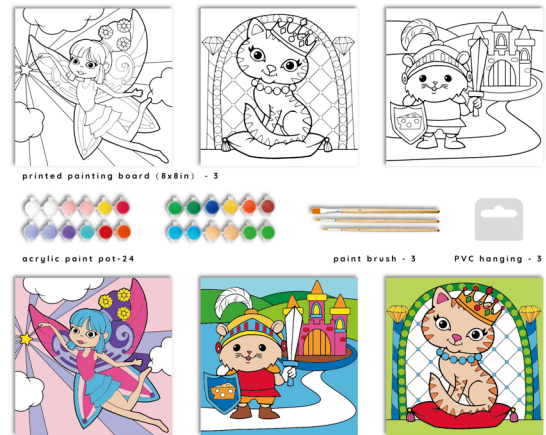 printed painting board（8x8in） - 3
acrylic paint pot-24
paint brush - 3
PVC hanging - 3